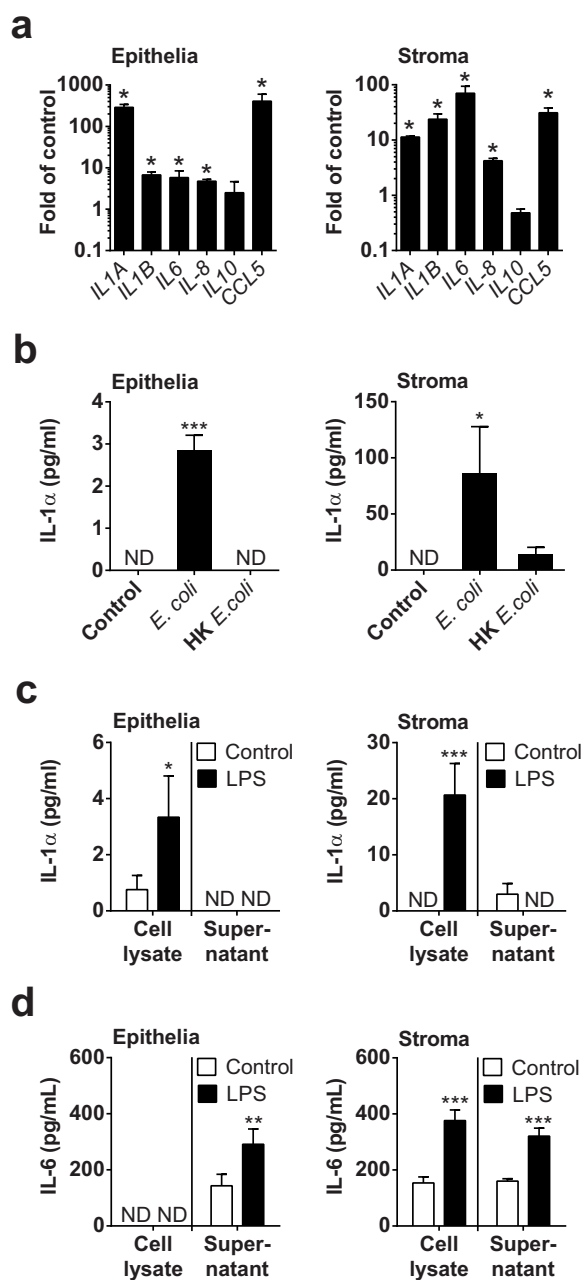 a
Epithelia
Fold of control
1000
100
10
1
0.1
* * * * *
IL1A IL1B IL6 IL-8 IL10 CCL5
Stroma
Fold of control
100
10
1
0.1
* * * * *
IL1A IL1B IL6 IL-8 IL10 CCL5
b
Epithelia
IL-1α (pg/ml)
4
3
2
1
0
ND *** ND
Control E. coli HK E.coli
Stroma
IL-1α (pg/ml)
150
100
50
0
ND *
Control E. coli HK E.coli
c
Epithelia
Control
LPS
IL-1α (pg/ml)
6
4
2
0
*
ND ND
Cell Super-
lysate natant
Stroma
Control
LPS
IL-1α (pg/ml)
30
20
10
0
***
ND ND
Cell Super-
lysate natant
d
Epithelia
Control
LPS
IL-6 (pg/mL)
600
400
200
0
**
ND ND
Cell Super-
lysate natant
Stroma
Control
LPS
IL-6 (pg/mL)
600
400
200
0
*** ***
Cell Super-
lysate natant